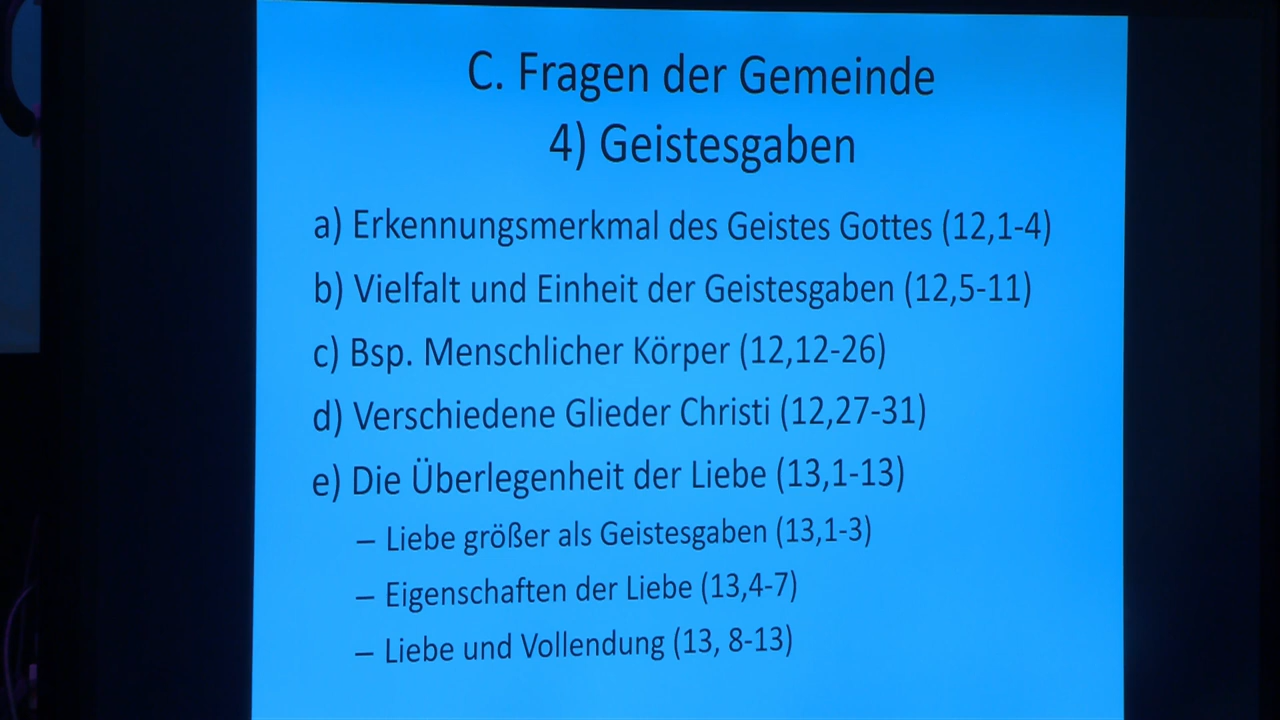 C. Fragen der Gemeinde
4) Geistesgaben
a) Erkennungsmerkmal des Geistes Gottes (12,1-4)
b) Vielfalt und Einheit der Geistesgaben (12,5-11)
c) Bsp. Menschlicher Körper (12,12-26)
d) Verschiedene Glieder Christi (12,27-31)
e) Die Überlegenheit der Liebe (13,1-13)
– Liebe größer als Geistesgaben (13,1-3)
– Eigenschaften der Liebe (13,4-7)
– Liebe und Vollendung (13, 8-13)